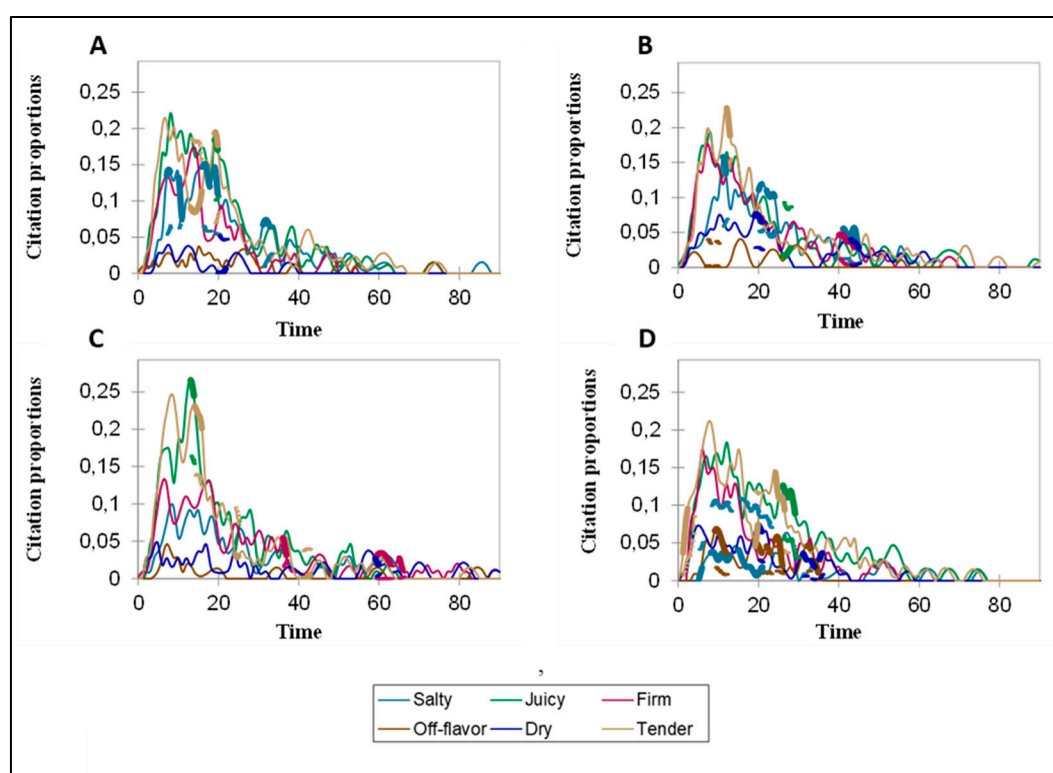 A
B
Citation proportions
0,25
0,2
0,15
0,1
0,05
0
0 20 40 60 80
Time
Citation proportions
0,25
0,2
0,15
0,1
0,05
0
0 20 40 60 80
Time
C
D
Citation proportions
0,25
0,2
0,15
0,1
0,05
0
0 20 40 60 80
Time
Citation proportions
0,25
0,2
0,15
0,1
0,05
0
0 20 40 60 80
Time
,
Salty Juicy Firm
Off-flavor Dry Tender